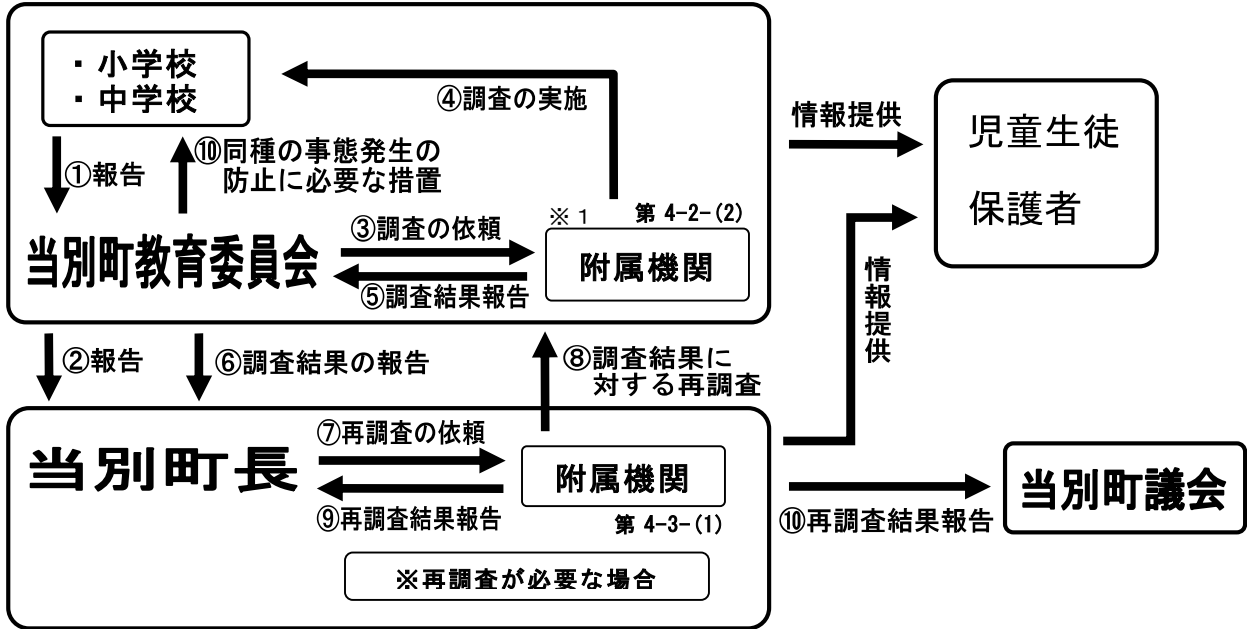 ・小学校
・中学校
④調査の実施
①報告
⑩同種の事態発生の
防止に必要な措置
※1
第 4-2-(2)
当別町教育委員会
③調査の依頼
⑤調査結果報告
附属機関
情報提供
児童生徒
保護者
②報告
⑥調査結果の報告
⑧調査結果に
対する再調査
情報提供
当別町長
⑦再調査の依頼
⑨再調査結果報告
附属機関
第 4-3-(1)
※再調査が必要な場合
⑩再調査結果報告
当別町議会